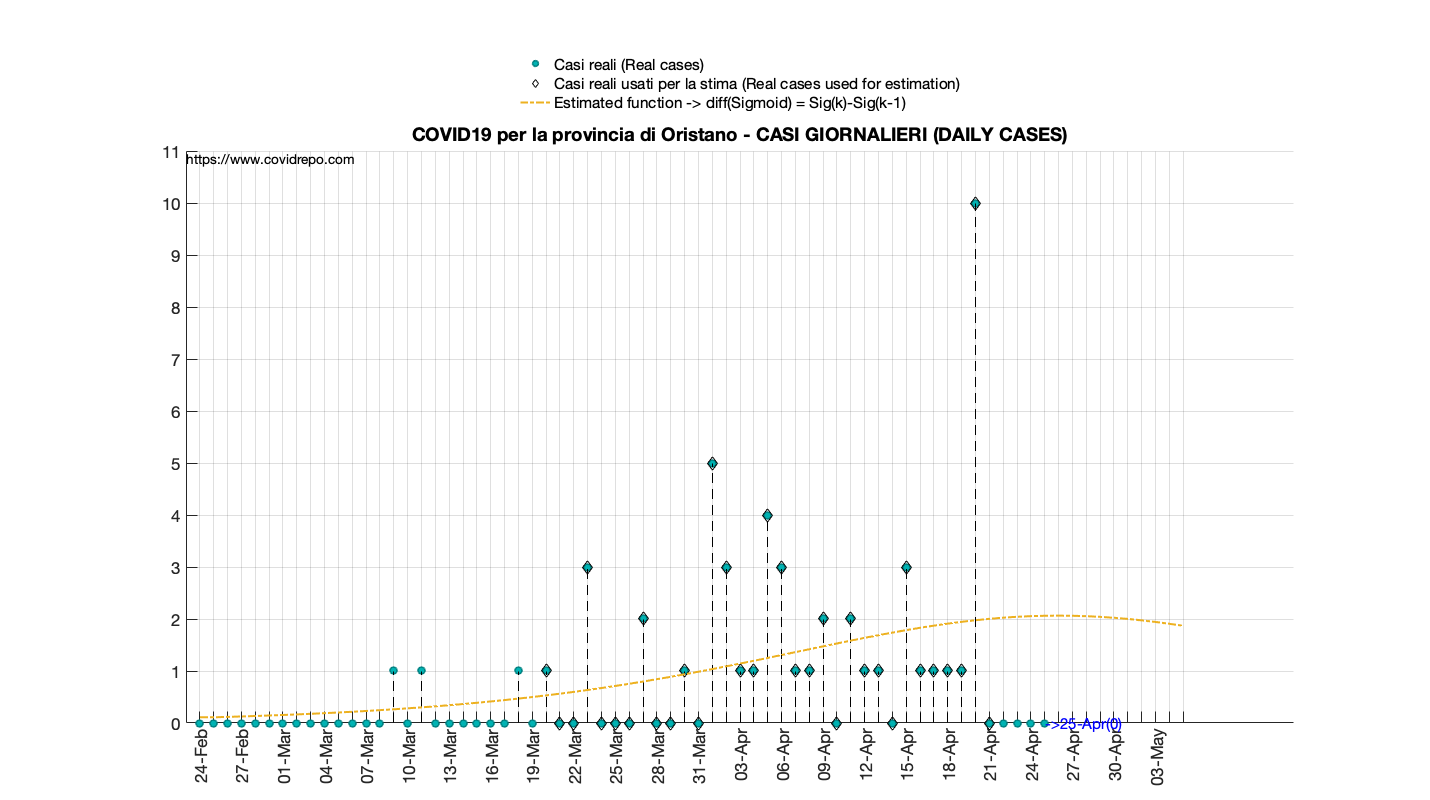 Casi reali (Real cases)
Casi reali usati per la stima (Real cases used for estimation)
Estimated function -> diff(Sigmoid) = Sig(k)-Sig(k-1)
COVID19 per la provincia di Oristano - CASI GIORNALIERI (DAILY CASES)
https://www.covidrepo.com
11
10
9
8
7
6
5
4
3
2
1
0
->25-Apr(0)
24-Feb
27-Feb
01-Mar
04-Mar
07-Mar
10-Mar
13-Mar
16-Mar
19-Mar
22-Mar
25-Mar
28-Mar
31-Mar
03-Apr
06-Apr
09-Apr
12-Apr
15-Apr
18-Apr
21-Apr
24-Apr
27-Apr
30-Apr
03-May